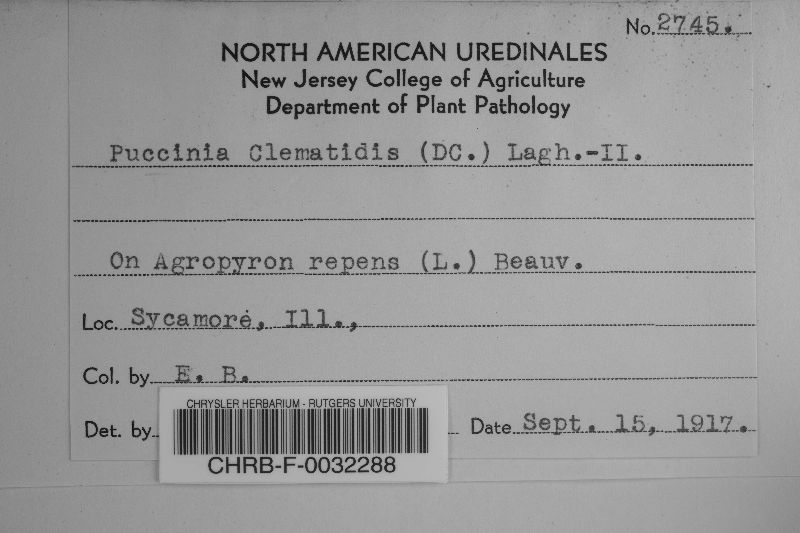 No. 2745.
NORTH AMERICAN UREDINALES
New Jersey College of Agriculture
Department of Plant Pathology
Puccinia Clematidis (DC.) Lagh.-II.
On Agropyron repens (L.) Beauv.
Loc. Sycamore, Ill.,
Col. by E. B.
Det. by
Date Sept. 15, 1917.
CHRYSLER HERBARIUM - RUTGERS UNIVERSITY
CHRB-F-0032288